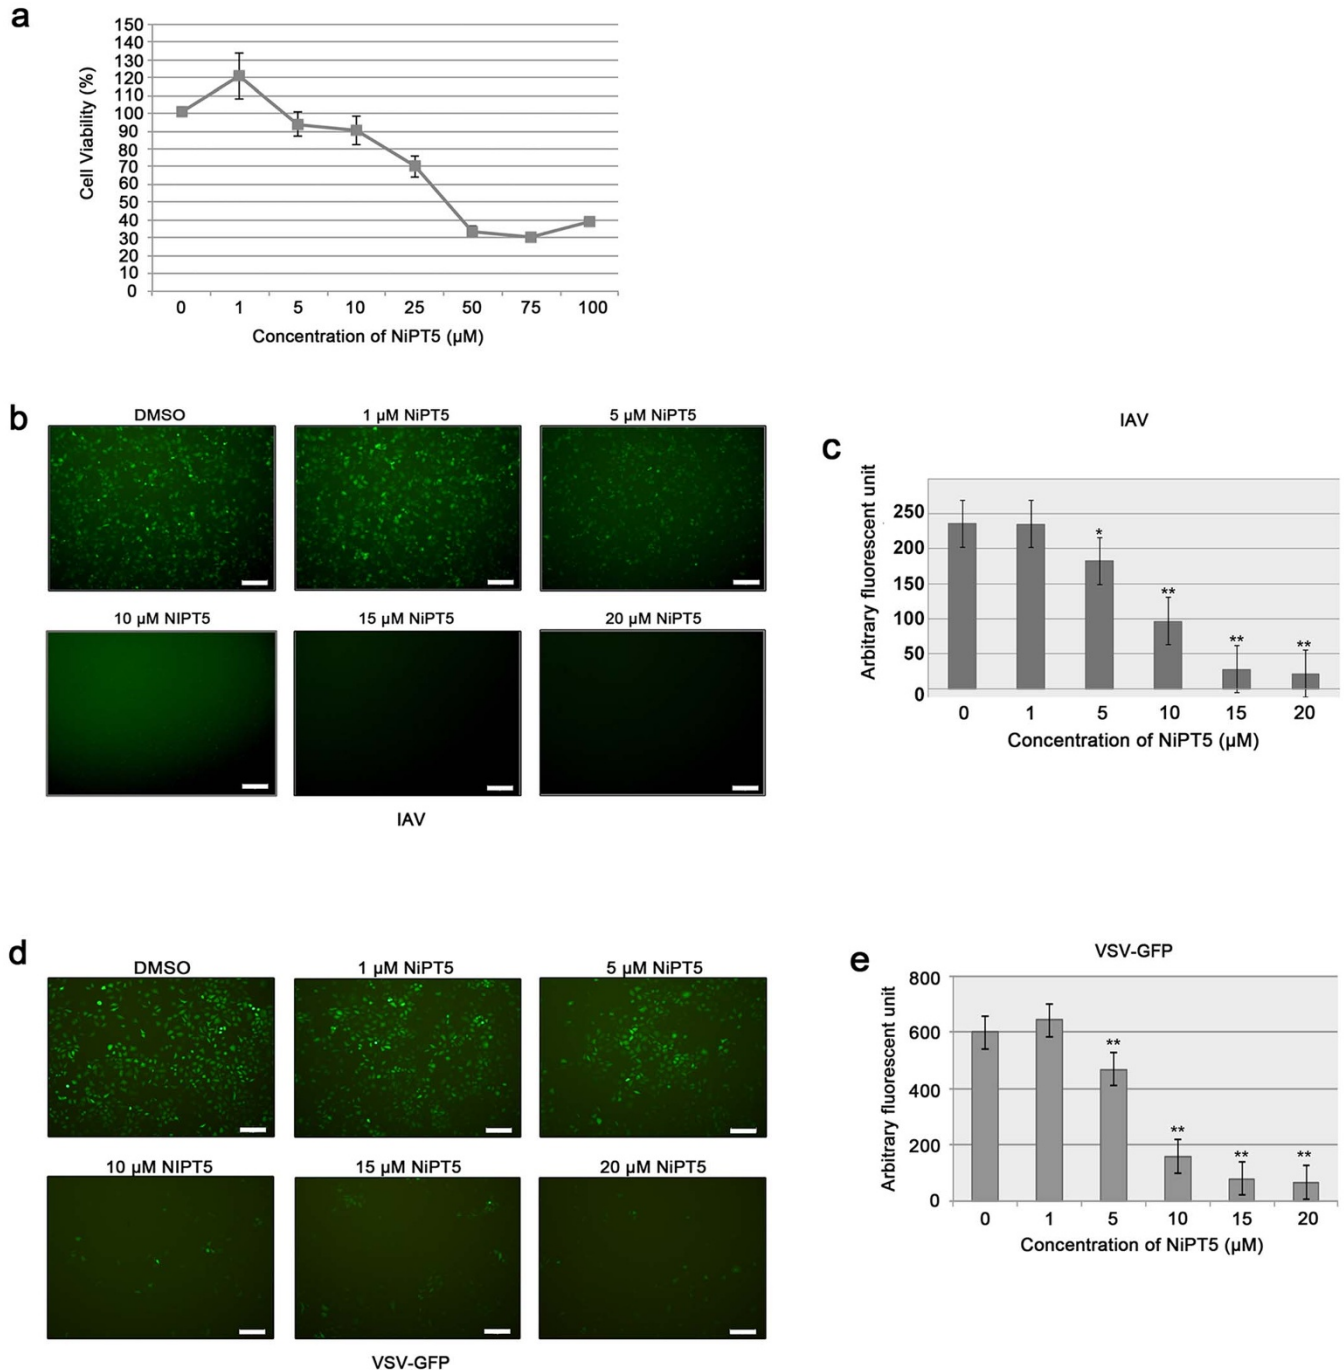 a
150
140
130
120
110
100
90
80
70
60
50
40
30
20
10
0
Cell Viability (%)
0 1 5 10 25 50 75 100
Concentration of NiPT5 (µM)
b
DMSO 1 µM NiPT5 5 µM NiPT5
10 µM NIPT5 15 µM NiPT5 20 µM NiPT5
IAV
c
IAV
Arbitrary fluorescent unit
250
200
150
100
50
0
*
**
**
**
0 1 5 10 15 20
Concentration of NiPT5 (µM)
d
DMSO 1 µM NiPT5 5 µM NiPT5
10 µM NIPT5 15 µM NiPT5 20 µM NiPT5
VSV-GFP
e
VSV-GFP
Arbitrary fluorescent unit
800
600
400
200
0
**
**
**
**
0 1 5 10 15 20
Concentration of NiPT5 (µM)